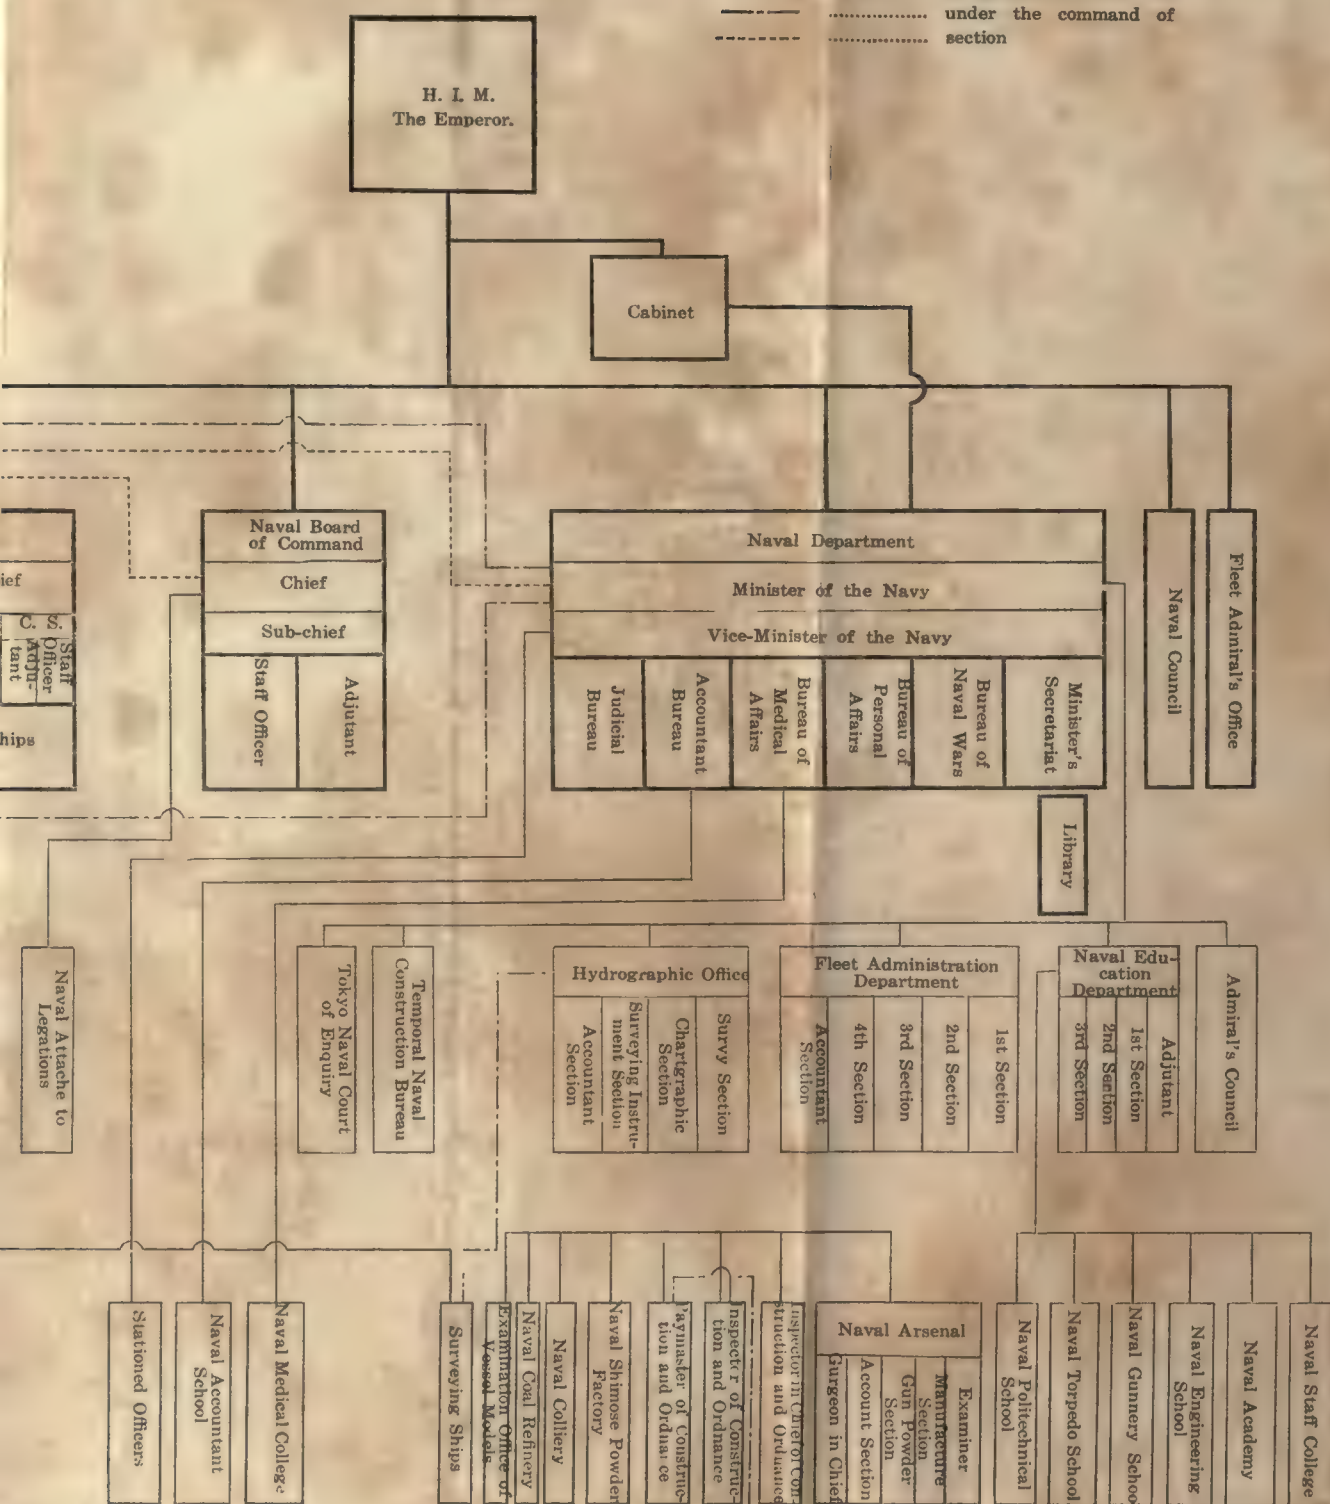 under the command of
section
H. I. M.
The Emperor.
Cabinet
Naval Board
of Command
Chief
Sub-chief
Staff Officer
Adjutant
ief
C. S.
Staff
Officer
Adju-
tant
hips
Naval Department
Minister of the Navy
Vice-Minister of the Navy
Judicial
Bureau
Accountant
Bureau
Bureau of
Medical
Affairs
Bureau of
Personal
Affairs
Bureau of
Naval Wars
Minister's
Secretariat
Naval Council
Fleet Admiral's Office
Library
Naval Attache to
Legations
Tokyo Naval Court
of Enquiry
Temporal Naval
Construction Bureau
Hydrographic Office
Survy Section
Chartgraphic
Section
Surveying Instru-
ment Section
Accountant
Section
Fleet Administration
Department
1st Section
2nd Section
3rd Section
4th Section
Accountant
Section
Naval Edu-
cation
Department
Adjutant
1st Section
2nd Section
3rd Section
Admiral's Council
Stationed Officers
Naval Accountant
School
Naval Medical College
Surveying Ships
Examination Office of
Vessel Models
Naval Coal Refinery
Naval Colliery
Naval Shimose Powder
Factory
Paymaster of Construc-
tion and Ordnance
Inspector of Construc-
tion and Ordnance
Inspector in Chief of Con-
struction and Ordnance
Naval Arsenal
Examiner
Manufacture
Section
Gun Powder
Section
Account Section
Gurgeon in Chief
Naval Politechnical
School
Naval Torpedo School
Naval Gunnery School
Naval Engineering
School
Naval Academy
Naval Staff College